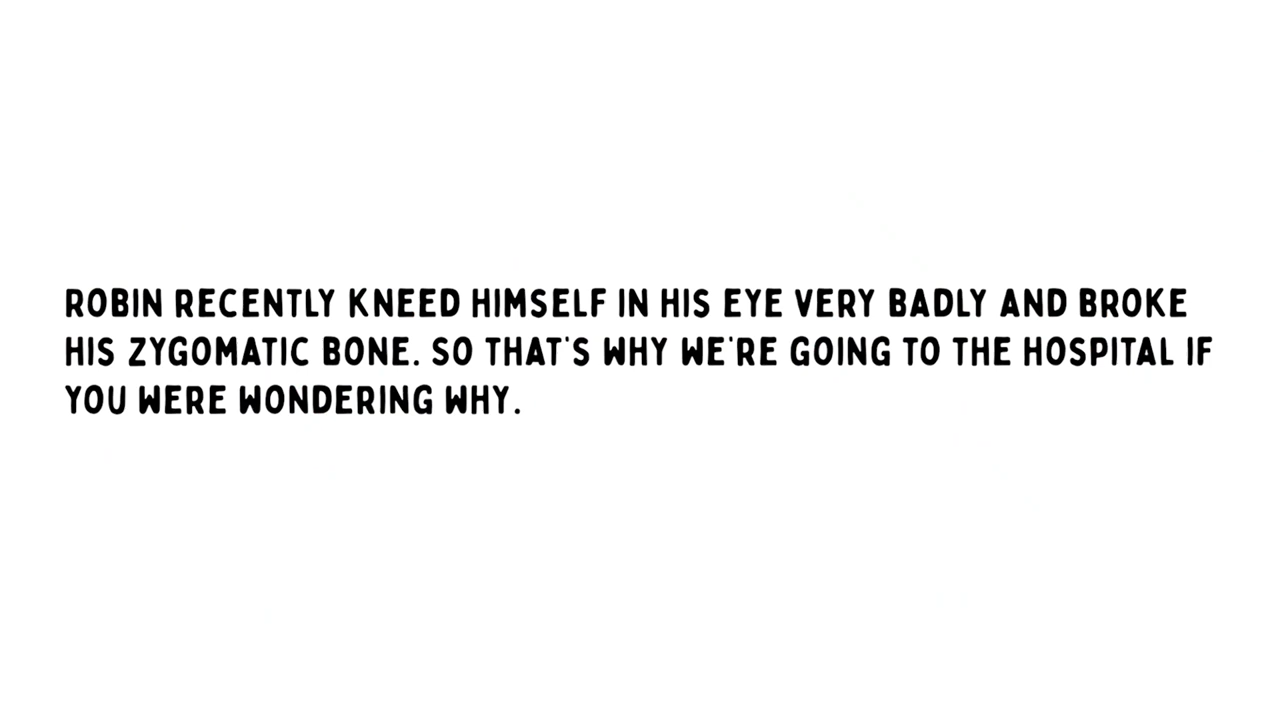 ROBIN RECENTLY KNEED HIMSELF IN HIS EYE VERY BADLY AND BROKE
HIS ZYGOMATIC BONE. SO THAT'S WHY WE'RE GOING TO THE HOSPITAL IF
YOU WERE WONDERING WHY.